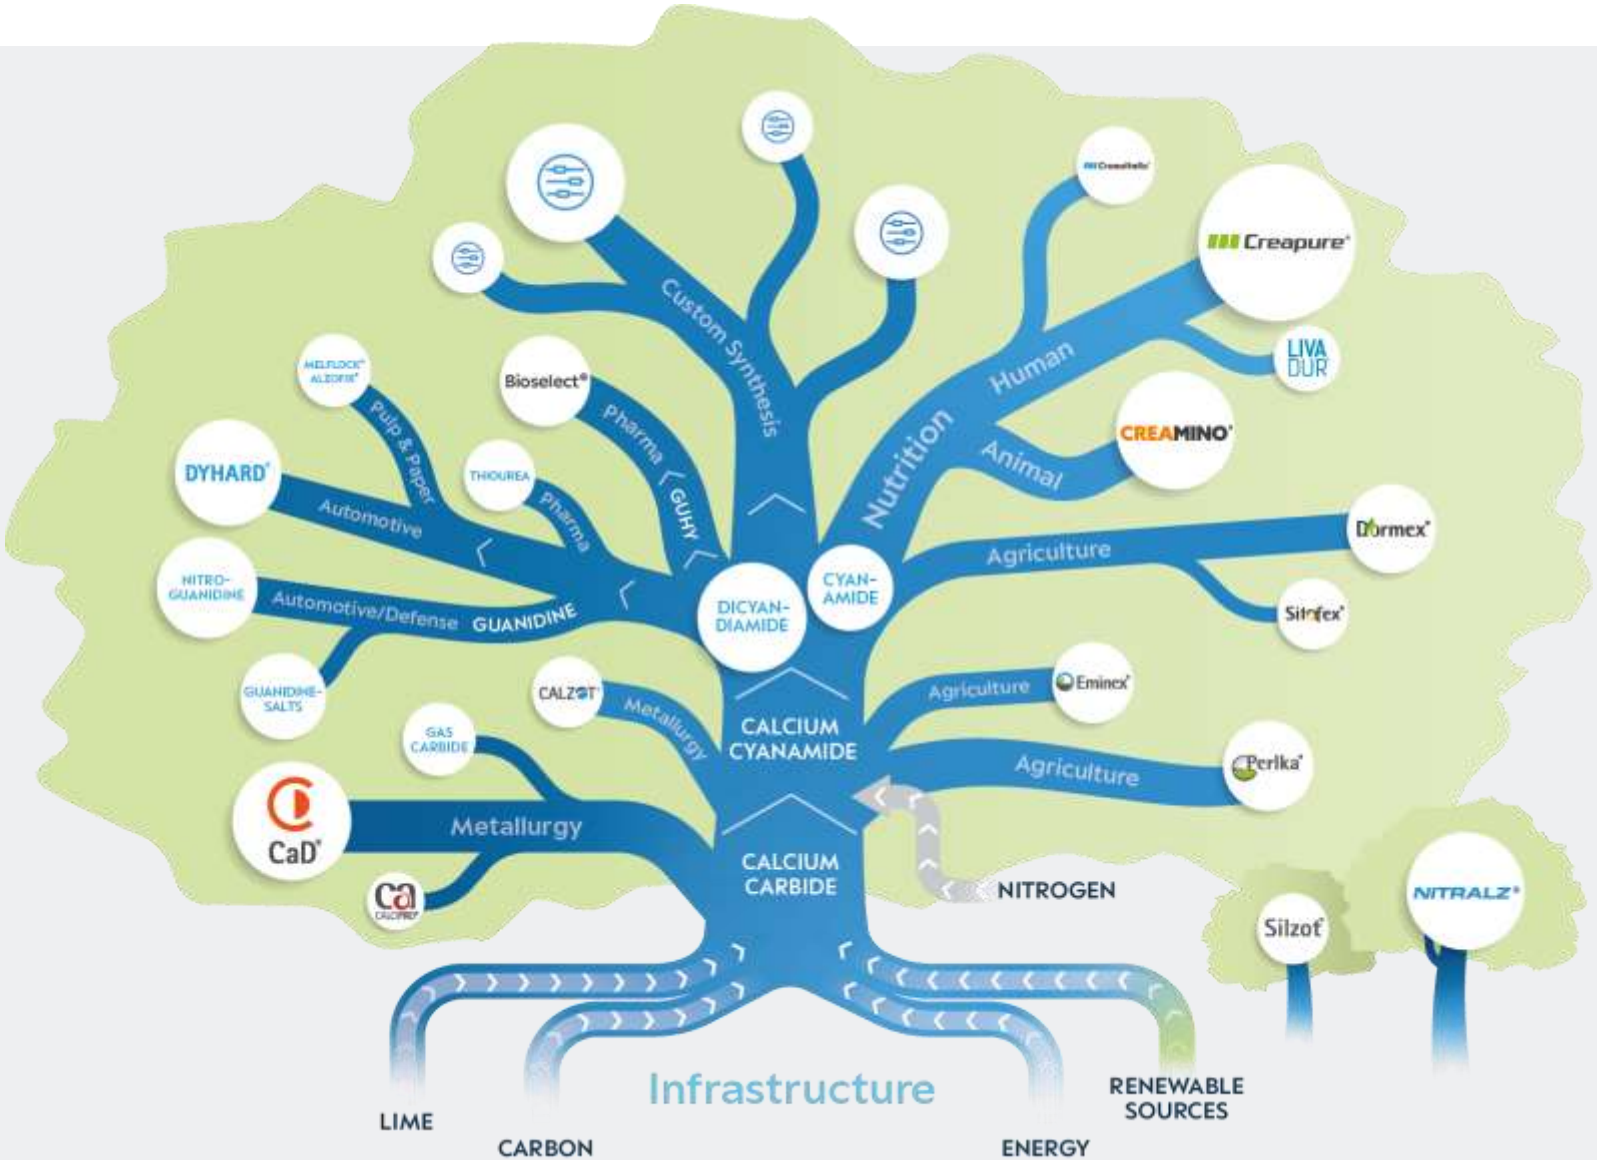 Creamitalis®
Creapure®
LIVA
DUR
Custom Synthesis
Human
MELFLOCK®
ALZOFIX®
Bioselect®
Pulp & Paper
Pharma
GUHY
CREAMINO®
Animal
Nutrition
DYHARD®
THIOUREA
Pharma
Automotive
Dormex®
Agriculture
NITRO-
GUANIDINE
Automotive/Defense
GUANIDINE
DICYAN-
DIAMIDE
CYAN-
AMIDE
Sitofex®
GUANIDINE-
SALTS
CALZOT®
Metallurgy
Agriculture
Eminex®
GAS
CARBIDE
CALCIUM
CYANAMIDE
Agriculture
Perlka®
CaD®
Metallurgy
CALCIUM
CARBIDE
ca
CALCIPRO®
NITROGEN
NITRALZ®
Silzot®
Infrastructure
RENEWABLE
SOURCES
LIME
CARBON
ENERGY